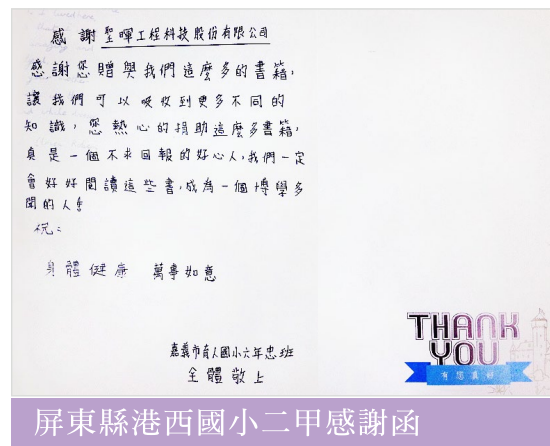 感謝聖暉工程科技股份有限公司
感謝您贈與我們這麼多的書籍,
讓我們可以吸收到更多不同的
知識,您熱心的捐助這麼多書籍,
真是一個不求回報的好心人,我們一定
會好好閱讀這些書,成為一個博學多
聞的人!
祝:
身體健康 萬事如意
嘉義市育人國小六年忠班
全體敬上
THANK
YOU
有您真好
屏東縣港西國小二甲感謝函